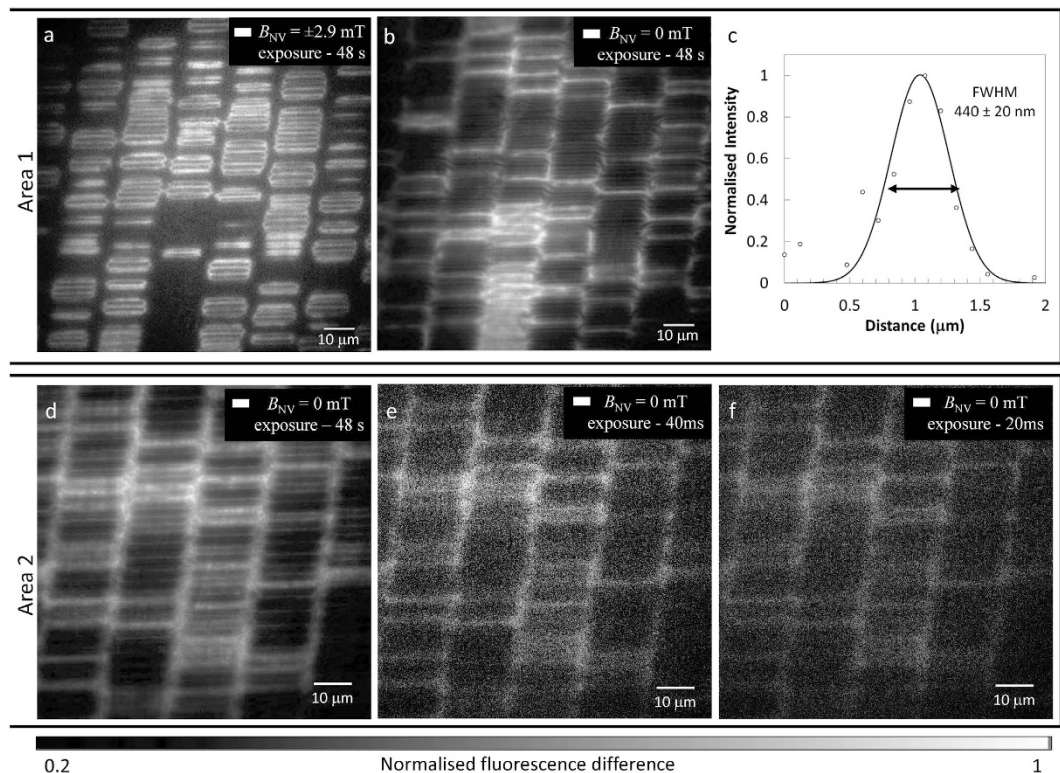 Area 1
a
B_NV = ±2.9 mT
exposure - 48 s
10 µm
b
B_NV = 0 mT
exposure - 48 s
10 µm
c
FWHM
440 ± 20 nm
Normalised Intensity
1
0.8
0.6
0.4
0.2
0
0 0.5 1 1.5 2
Distance (µm)
Area 2
d
B_NV = 0 mT
exposure – 48 s
10 µm
e
B_NV = 0 mT
exposure - 40ms
10 µm
f
B_NV = 0 mT
exposure - 20ms
10 µm
0.2 Normalised fluorescence difference 1